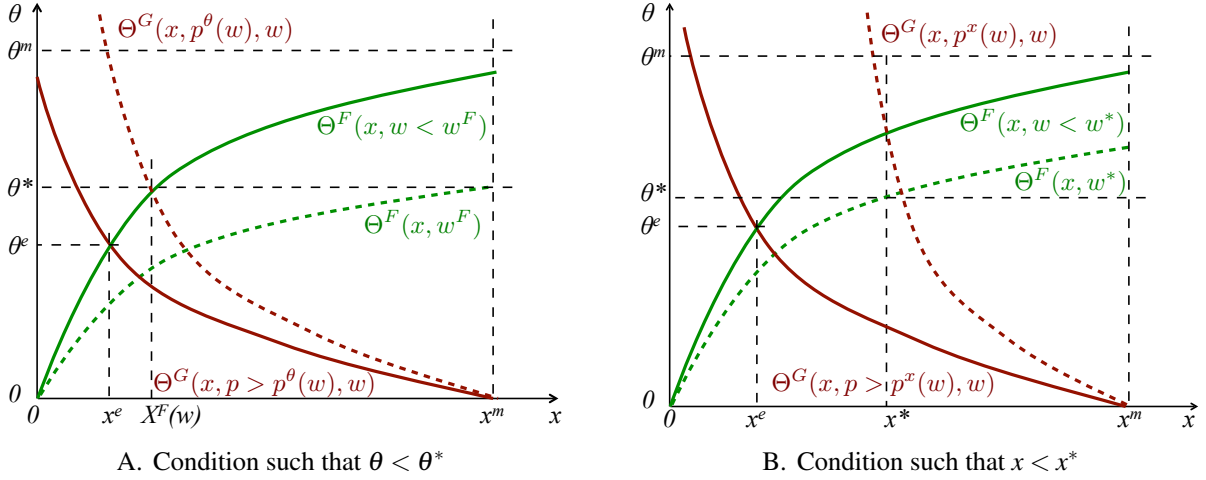 θ
Θ^G(x, p^θ(w), w)
θ^m
Θ^F(x, w < w^F)
θ*
Θ^F(x, w^F)
θ^e
Θ^G(x, p > p^θ(w), w)
0
0
x^e
X^F(w)
x^m
x
A. Condition such that θ < θ*
θ
Θ^G(x, p^x(w), w)
θ^m
Θ^F(x, w < w*)
Θ^F(x, w*)
θ*
θ^e
Θ^G(x, p > p^x(w), w)
0
0
x^e
x*
x^m
x
B. Condition such that x < x*